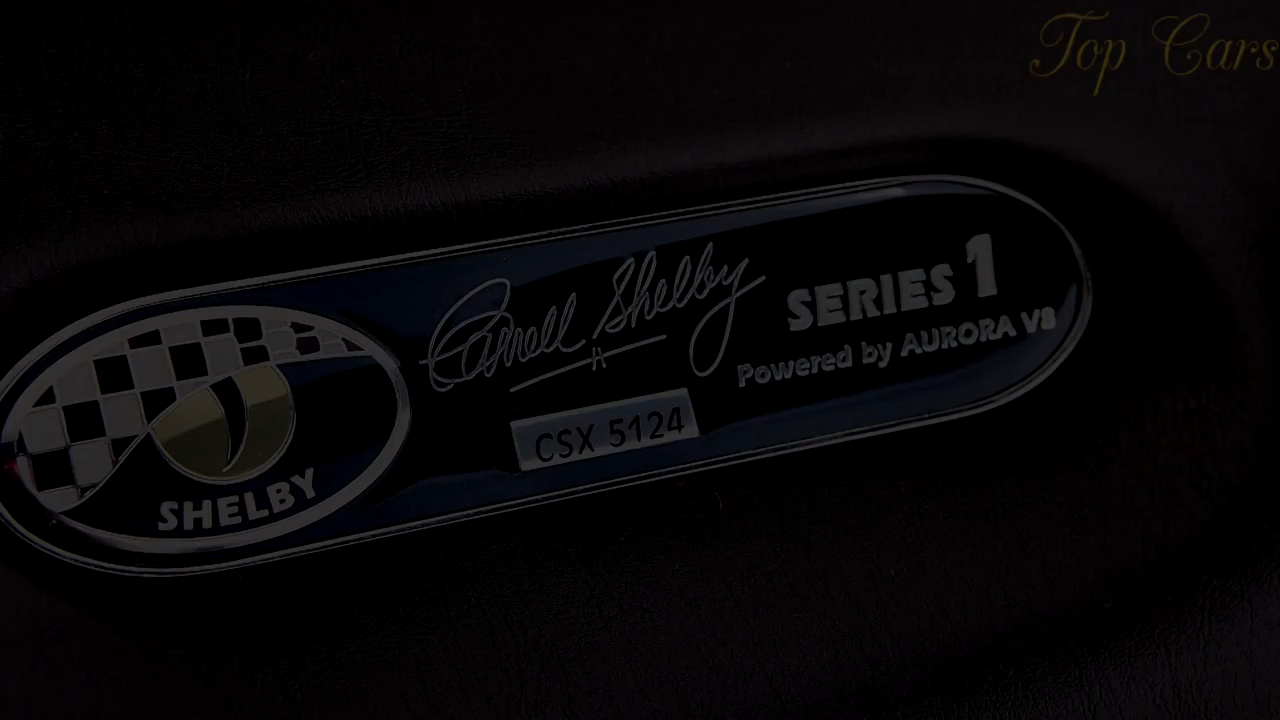 Top Cars
Carroll Shelby
SERIES 1
Powered by AURORA V8
CSX 5124
SHELBY